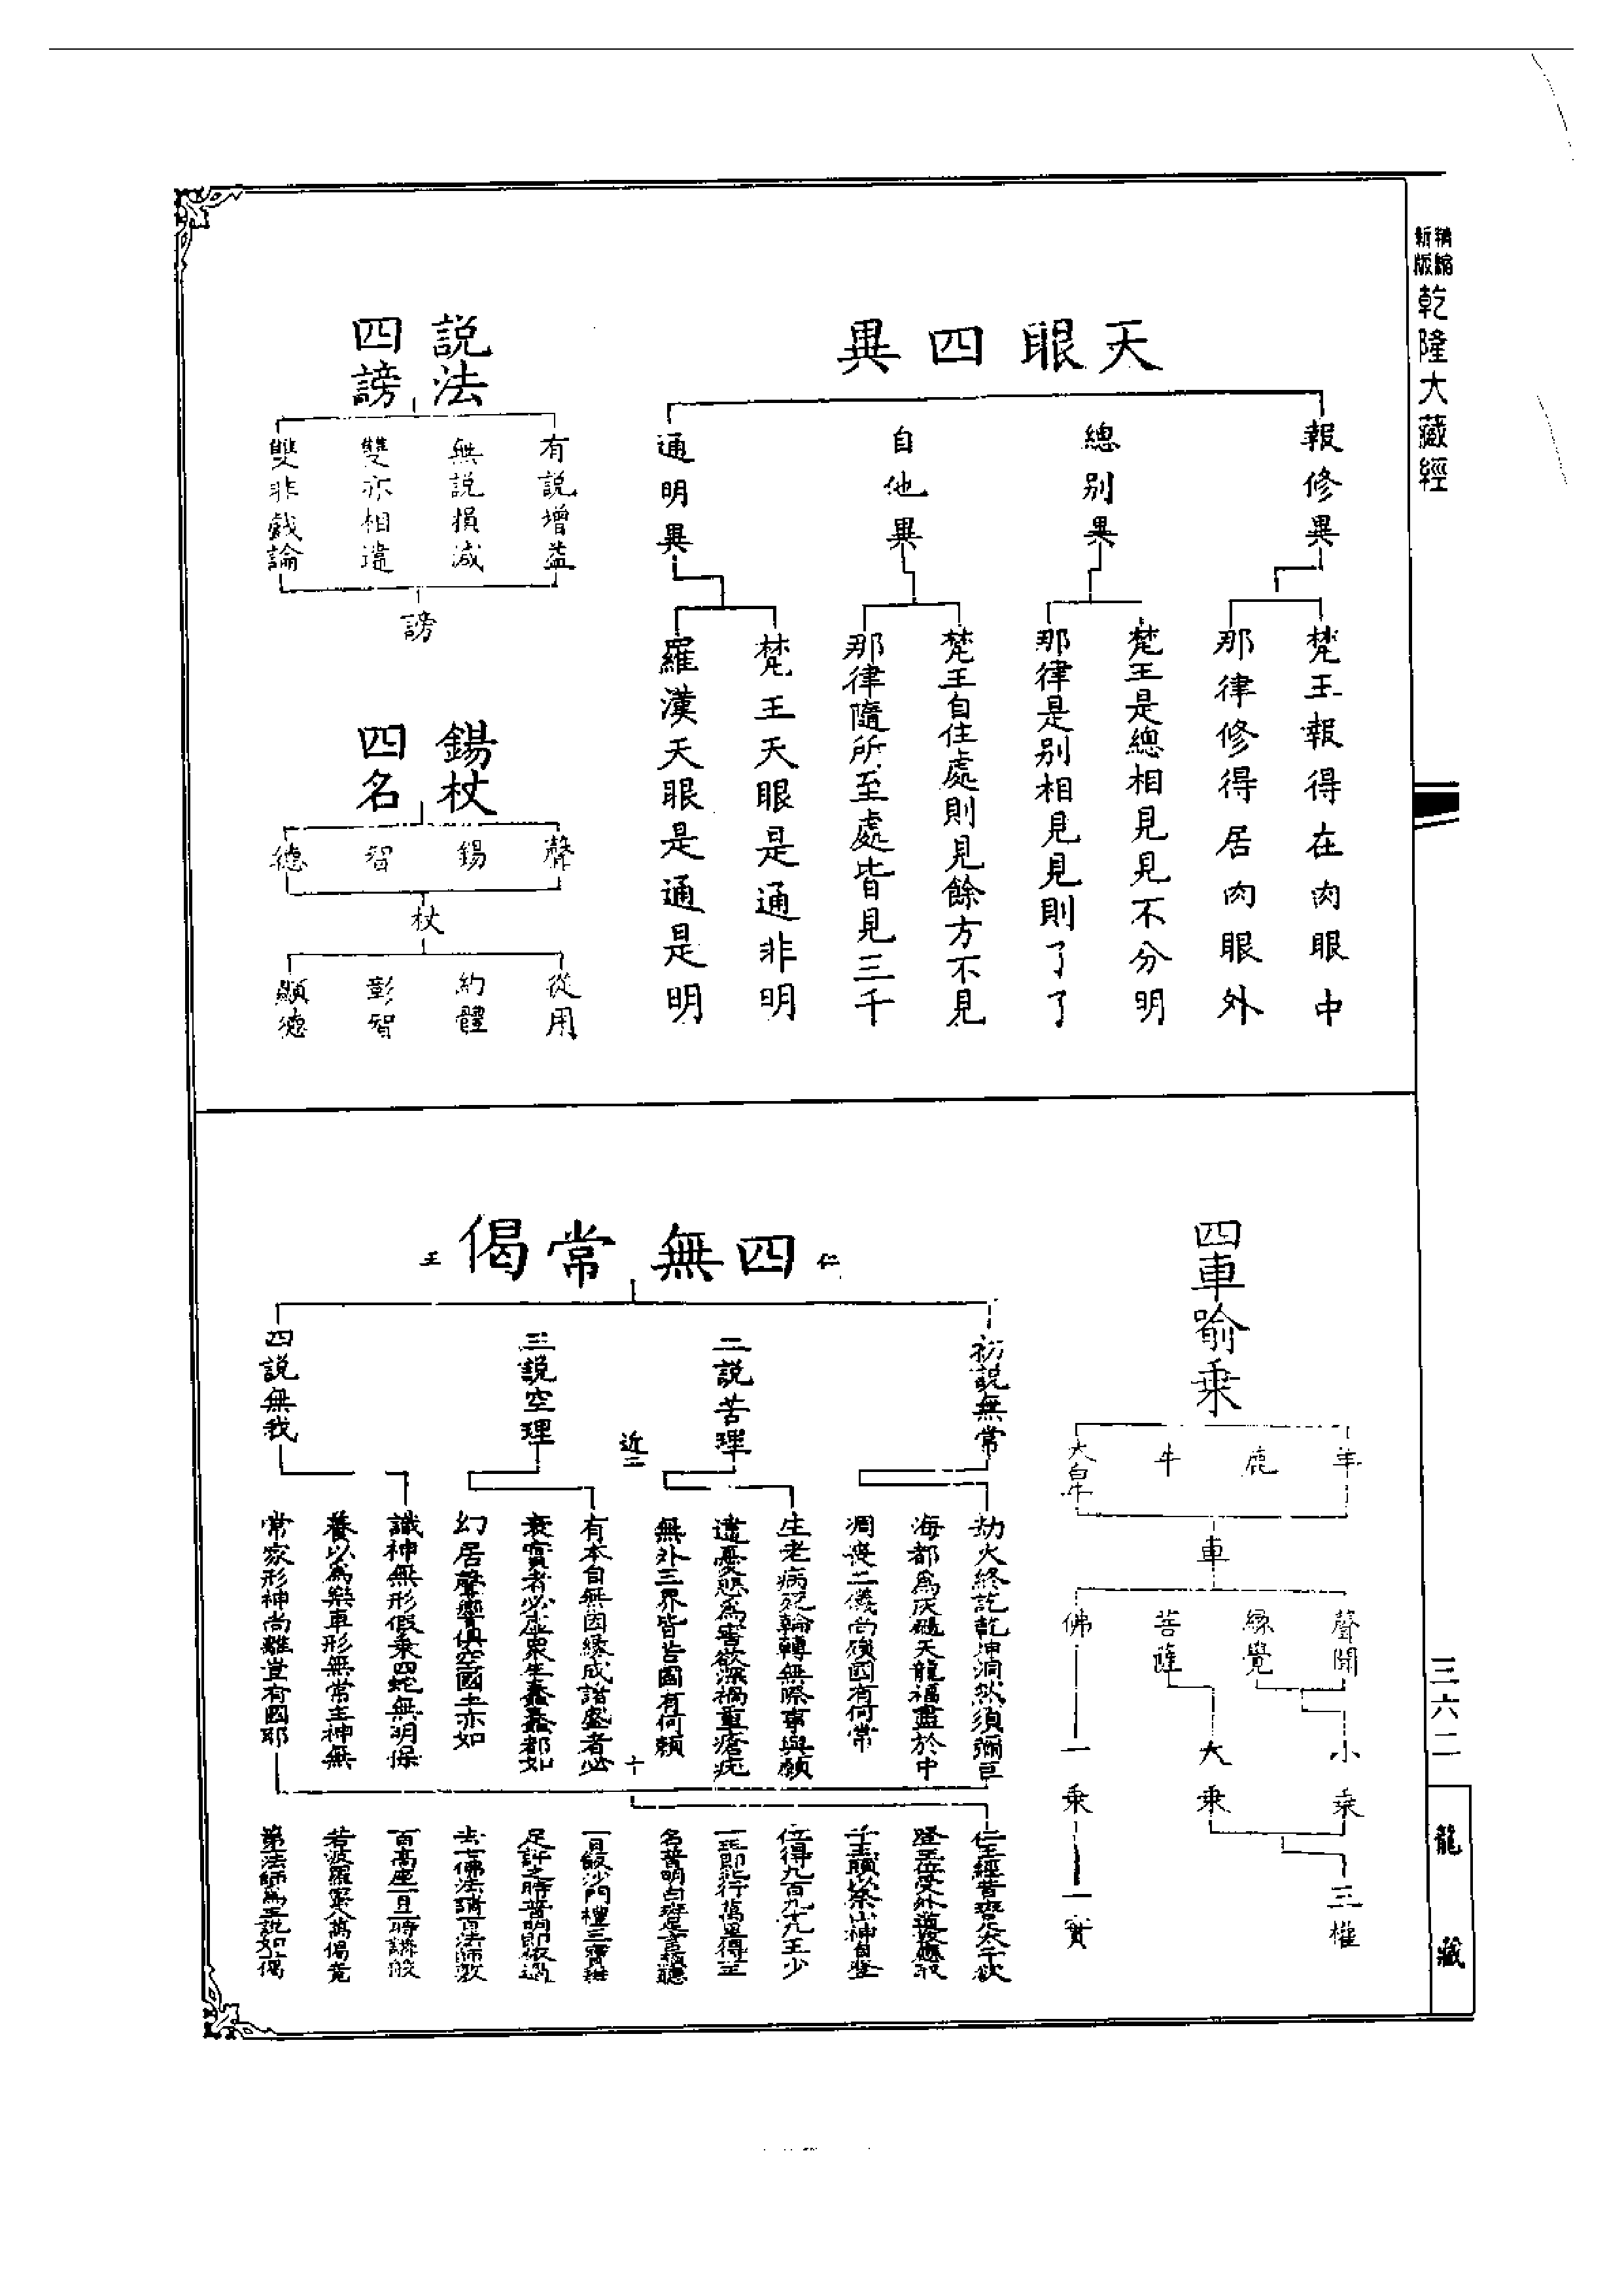 精縮
新版
乾隆大藏經
天眼四異
報修異
梵王報得在肉眼中
那律修得居肉眼外
總別異
梵王是總相見見不分明
那律是別相見見則了了
自他異
梵王自住處則見餘方不見
那律隨所至處皆見三千
通明異
梵王天眼是通非明
羅漢天眼是通是明
說法
四謗
有說增益
無說損減
雙亦相違
雙非戲論
謗
錫杖
四名
聲
錫
智
德
杖
從用
約體
彰智
顯德
四車喻乘
羊
鹿
牛
大白牛
車
聲聞
緣覺
菩薩
佛
小乘
大乘
一乘
三權
一實
仁
四無常偈
王
初說無常
劫火終訖乾坤洞然須彌巨
海都為灰颺天龍福盡於中
凋喪二儀尚殞國有何常
二說苦理
生老病死輪轉無際事與願
違憂悲為害欲深禍重瘡疣
無外三界皆苦國有何賴
近二
三說空理
有本自無因緣成諸盛者必
衰實者必虛眾生蠢蠢都如
幻居聲響俱空國土亦如
四說無我
識神無形假乘四蛇無明保
養以為樂車形無常主神無
常家形神尚離豈有國耶
十
仁王經昔斑足太子欲
登王位受外道教應取
千王頭以祭山神自登
位得九百九十九王少
一王即北行萬里得王
名普明白斑足言願聽
一日飯沙門禮三寶斑
足許之時普明即依過
去七佛法請百法師敷
百高座一日二時講般
若波羅蜜八萬偈竟
第一法師為王說如偈
三六二
龍藏